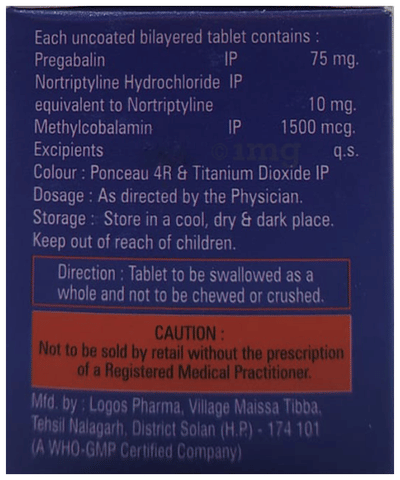 Each uncoated bilayered tablet contains :
Pregabalin IP 75 mg.
Nortriptyline Hydrochloride IP
equivalent to Nortriptyline 10 mg.
Methylcobalamin IP 1500 mcg.
Excipients q.s.
Colour : Ponceau 4R & Titanium Dioxide IP
Dosage : As directed by the Physician.
Storage : Store in a cool, dry & dark place.
Keep out of reach of children.
Direction : Tablet to be swallowed as a
whole and not to be chewed or crushed.
CAUTION :
Not to be sold by retail without the prescription
of a Registered Medical Practitioner.
Mfd. by : Logos Pharma, Village Maissa Tibba,
Tehsil Nalagarh, District Solan (H.P.) - 174 101
(A WHO-GMP Certified Company)